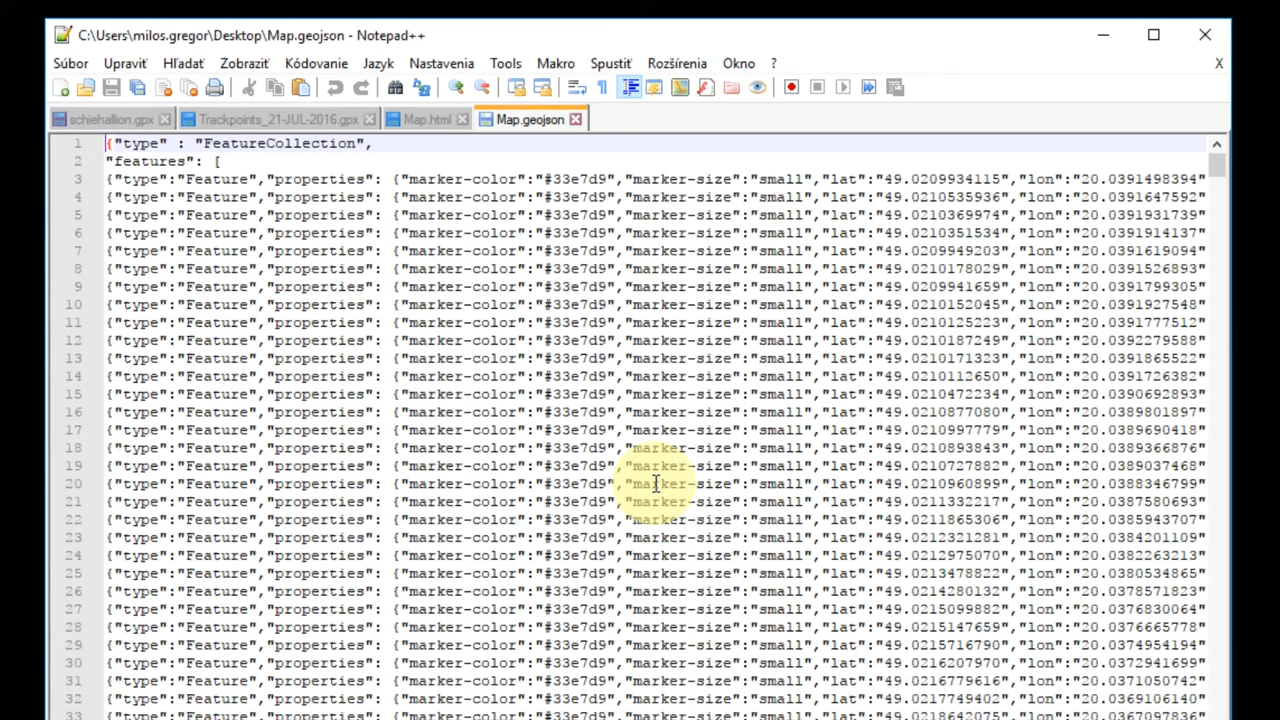 C:\Users\milos.gregor\Desktop\Map.geojson - Notepad++
Súbor Upraviť Hľadať Zobraziť Kódovanie Jazyk Nastavenia Tools Makro Spustiť Rozšírenia Okno ? X
schiehallion.gpx Trackpoints_21-JUL-2016.gpx Map.html Map.geojson
1 {"type" : "FeatureCollection",
2 "features": [
3 {"type":"Feature","properties": {"marker-color":"#33e7d9","marker-size":"small","lat":"49.0209934115","lon":"20.0391498394"
4 {"type":"Feature","properties": {"marker-color":"#33e7d9","marker-size":"small","lat":"49.0210535936","lon":"20.0391647592"
5 {"type":"Feature","properties": {"marker-color":"#33e7d9","marker-size":"small","lat":"49.0210369974","lon":"20.0391931739"
6 {"type":"Feature","properties": {"marker-color":"#33e7d9","marker-size":"small","lat":"49.0210351534","lon":"20.0391914137"
7 {"type":"Feature","properties": {"marker-color":"#33e7d9","marker-size":"small","lat":"49.0209949203","lon":"20.0391619094"
8 {"type":"Feature","properties": {"marker-color":"#33e7d9","marker-size":"small","lat":"49.0210178029","lon":"20.0391526893"
9 {"type":"Feature","properties": {"marker-color":"#33e7d9","marker-size":"small","lat":"49.0209941659","lon":"20.0391799305"
10 {"type":"Feature","properties": {"marker-color":"#33e7d9","marker-size":"small","lat":"49.0210152045","lon":"20.0391927548"
11 {"type":"Feature","properties": {"marker-color":"#33e7d9","marker-size":"small","lat":"49.0210125223","lon":"20.0391777512"
12 {"type":"Feature","properties": {"marker-color":"#33e7d9","marker-size":"small","lat":"49.0210187249","lon":"20.0392279588"
13 {"type":"Feature","properties": {"marker-color":"#33e7d9","marker-size":"small","lat":"49.0210171323","lon":"20.0391865522"
14 {"type":"Feature","properties": {"marker-color":"#33e7d9","marker-size":"small","lat":"49.0210112650","lon":"20.0391726382"
15 {"type":"Feature","properties": {"marker-color":"#33e7d9","marker-size":"small","lat":"49.0210472234","lon":"20.0390692893"
16 {"type":"Feature","properties": {"marker-color":"#33e7d9","marker-size":"small","lat":"49.0210877080","lon":"20.0389801897"
17 {"type":"Feature","properties": {"marker-color":"#33e7d9","marker-size":"small","lat":"49.0210997779","lon":"20.0389690418"
18 {"type":"Feature","properties": {"marker-color":"#33e7d9","marker-size":"small","lat":"49.0210893843","lon":"20.0389366876"
19 {"type":"Feature","properties": {"marker-color":"#33e7d9","marker-size":"small","lat":"49.0210727882","lon":"20.0389037468"
20 {"type":"Feature","properties": {"marker-color":"#33e7d9","marker-size":"small","lat":"49.0210960899","lon":"20.0388346799"
21 {"type":"Feature","properties": {"marker-color":"#33e7d9","marker-size":"small","lat":"49.0211332217","lon":"20.0387580693"
22 {"type":"Feature","properties": {"marker-color":"#33e7d9","marker-size":"small","lat":"49.0211865306","lon":"20.0385943707"
23 {"type":"Feature","properties": {"marker-color":"#33e7d9","marker-size":"small","lat":"49.0212321281","lon":"20.0384201109"
24 {"type":"Feature","properties": {"marker-color":"#33e7d9","marker-size":"small","lat":"49.0212975070","lon":"20.0382263213"
25 {"type":"Feature","properties": {"marker-color":"#33e7d9","marker-size":"small","lat":"49.0213478822","lon":"20.0380534865"
26 {"type":"Feature","properties": {"marker-color":"#33e7d9","marker-size":"small","lat":"49.0214280132","lon":"20.0378571823"
27 {"type":"Feature","properties": {"marker-color":"#33e7d9","marker-size":"small","lat":"49.0215099882","lon":"20.0376830064"
28 {"type":"Feature","properties": {"marker-color":"#33e7d9","marker-size":"small","lat":"49.0215147659","lon":"20.0376665778"
29 {"type":"Feature","properties": {"marker-color":"#33e7d9","marker-size":"small","lat":"49.0215716790","lon":"20.0374954194"
30 {"type":"Feature","properties": {"marker-color":"#33e7d9","marker-size":"small","lat":"49.0216207970","lon":"20.0372941699"
31 {"type":"Feature","properties": {"marker-color":"#33e7d9","marker-size":"small","lat":"49.0216779616","lon":"20.0371050742"
32 {"type":"Feature","properties": {"marker-color":"#33e7d9","marker-size":"small","lat":"49.0217749402","lon":"20.0369106140"
33 {"type":"Feature","properties": {"marker-color":"#33e7d9","marker-size":"small","lat":"49.0218642075","lon":"20.0367097836"